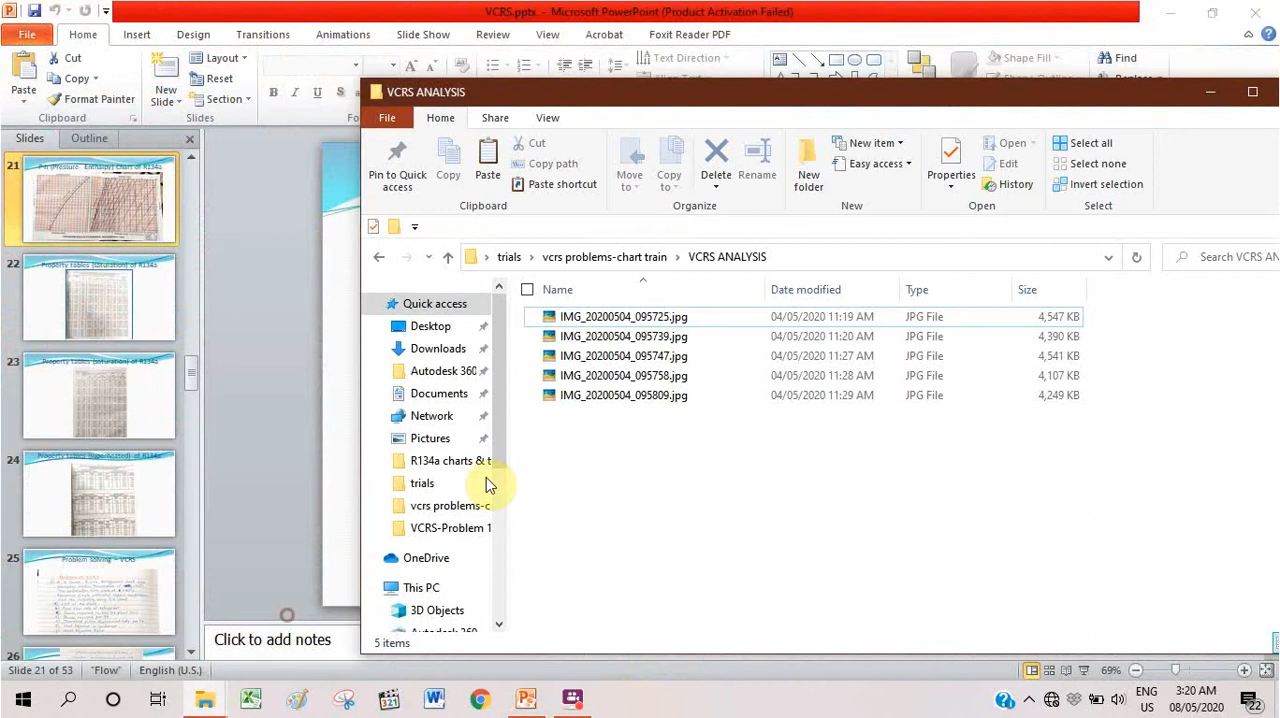 VCRS.pptx - Microsoft PowerPoint (Product Activation Failed)
File Home Insert Design Transitions Animations Slide Show Review View Acrobat Foxit Reader PDF
Cut
Copy
Format Painter
Paste
Clipboard
New
Slide
Layout
Reset
Section
Slides
B I U S
Text Direction
Shape Fill
Find
Slides Outline
21
P-h (Pressure Enthalpy) Chart of R134a
22
Property tables (saturation) of R134a
23
Property tables (saturation) of R134a
24
25
Problem solving - VCRS
26
Click to add notes
Slide 21 of 53 "Flow" English (U.S.)
69%
VCRS ANALYSIS
File Home Share View
Pin to Quick
access
Copy
Paste
Cut
Copy path
Paste shortcut
Clipboard
Move
to
Copy
to
Delete
Rename
Organize
New
folder
New item
Easy access
New
Properties
Open
Edit
History
Open
Select all
Select none
Invert selection
Select
trials vcrs problems-chart train VCRS ANALYSIS
Search VCRS AN
Name Date modified Type Size
IMG_20200504_095725.jpg 04/05/2020 11:19 AM JPG File 4,547 KB
IMG_20200504_095739.jpg 04/05/2020 11:20 AM JPG File 4,390 KB
IMG_20200504_095747.jpg 04/05/2020 11:27 AM JPG File 4,541 KB
IMG_20200504_095758.jpg 04/05/2020 11:28 AM JPG File 4,107 KB
IMG_20200504_095809.jpg 04/05/2020 11:29 AM JPG File 4,249 KB
Quick access
Desktop
Downloads
Autodesk 360
Documents
Network
Pictures
R134a charts & t
trials
vcrs problems-c
VCRS-Problem 1
OneDrive
This PC
3D Objects
5 items
321
ENG
US
3:20 AM
08/05/2020
22